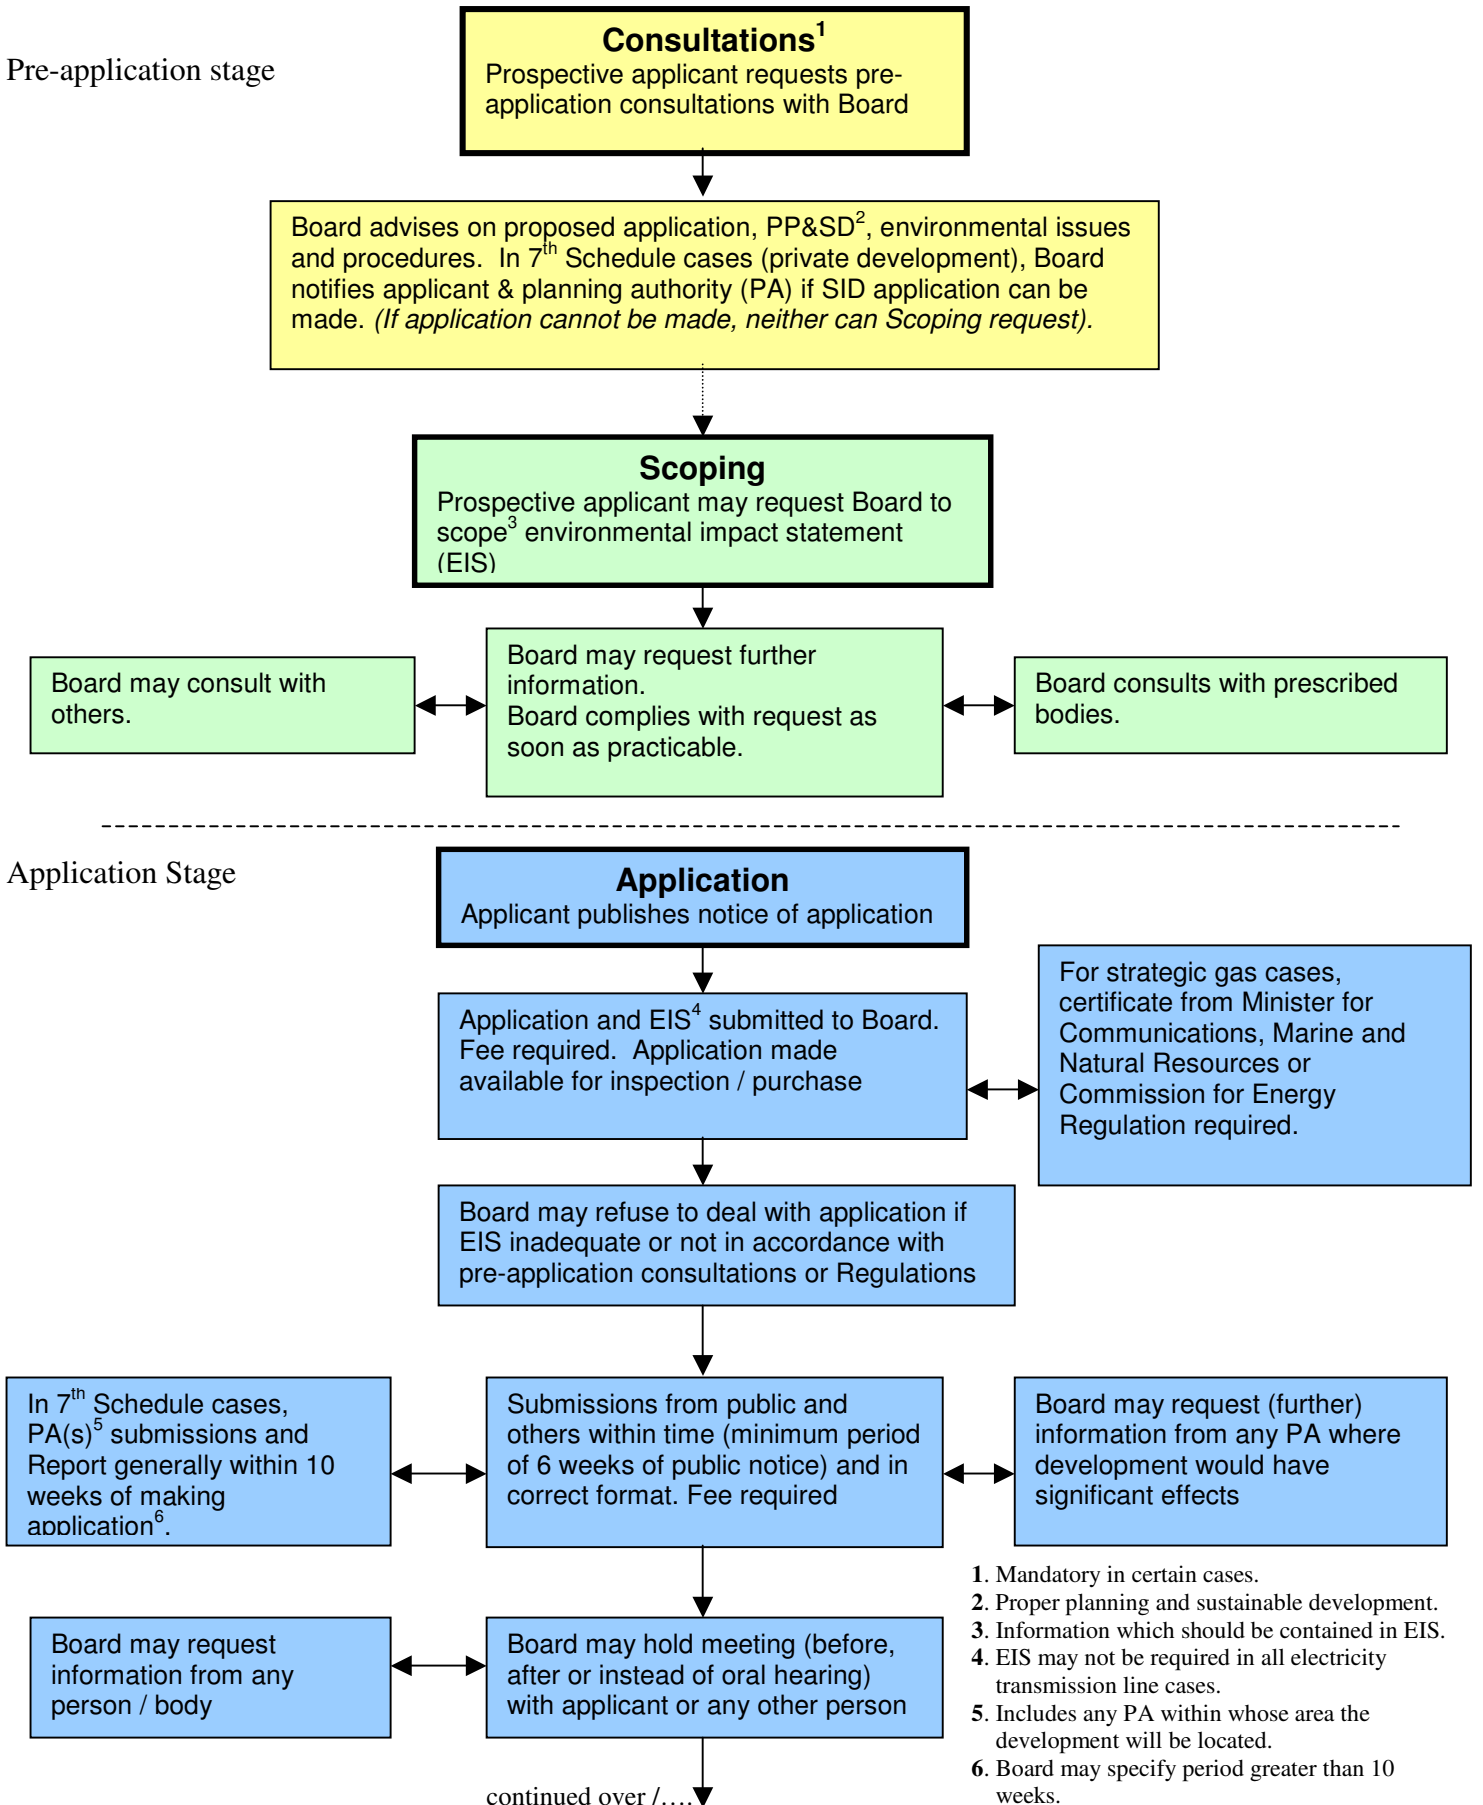 Pre-application stage
Consultations1
Prospective applicant requests pre-
application consultations with Board
Board advises on proposed application, PP&SD2, environmental issues
and procedures.  In 7th Schedule cases (private development), Board
notifies applicant & planning authority (PA) if SID application can be
made. (If application cannot be made, neither can Scoping request).
Scoping
Prospective applicant may request Board to
scope3 environmental impact statement
(EIS)
Board may consult with
others.
Board may request further
information.
Board complies with request as
soon as practicable.
Board consults with prescribed
bodies.
Application Stage
Application
Applicant publishes notice of application
Application and EIS4 submitted to Board.
Fee required.  Application made
available for inspection / purchase
For strategic gas cases,
certificate from Minister for
Communications, Marine and
Natural Resources or
Commission for Energy
Regulation required.
Board may refuse to deal with application if
EIS inadequate or not in accordance with
pre-application consultations or Regulations
In 7th Schedule cases,
PA(s)5 submissions and
Report generally within 10
weeks of making
application6.
Submissions from public and
others within time (minimum period
of 6 weeks of public notice) and in
correct format. Fee required
Board may request (further)
information from any PA where
development would have
significant effects
Board may request
information from any
person / body
Board may hold meeting (before,
after or instead of oral hearing)
with applicant or any other person
1. Mandatory in certain cases.
2. Proper planning and sustainable development.
3. Information which should be contained in EIS.
4. EIS may not be required in all electricity
transmission line cases.
5. Includes any PA within whose area the
development will be located.
6. Board may specify period greater than 10
weeks.
continued over /….